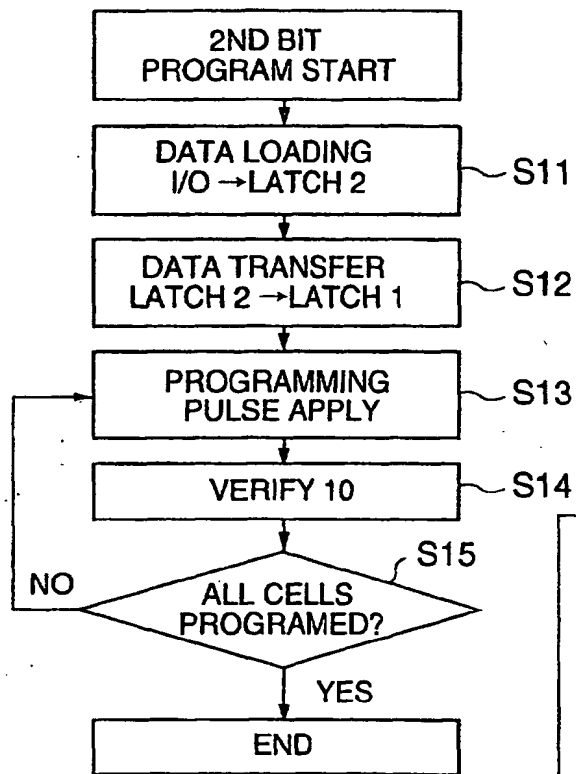 2ND BIT
PROGRAM START
DATA LOADING
I/O →LATCH 2
S11
DATA TRANSFER
LATCH 2 →LATCH 1
S12
PROGRAMMING
PULSE APPLY
S13
VERIFY 10
S14
S15
NO
ALL CELLS
PROGRAMED?
YES
END